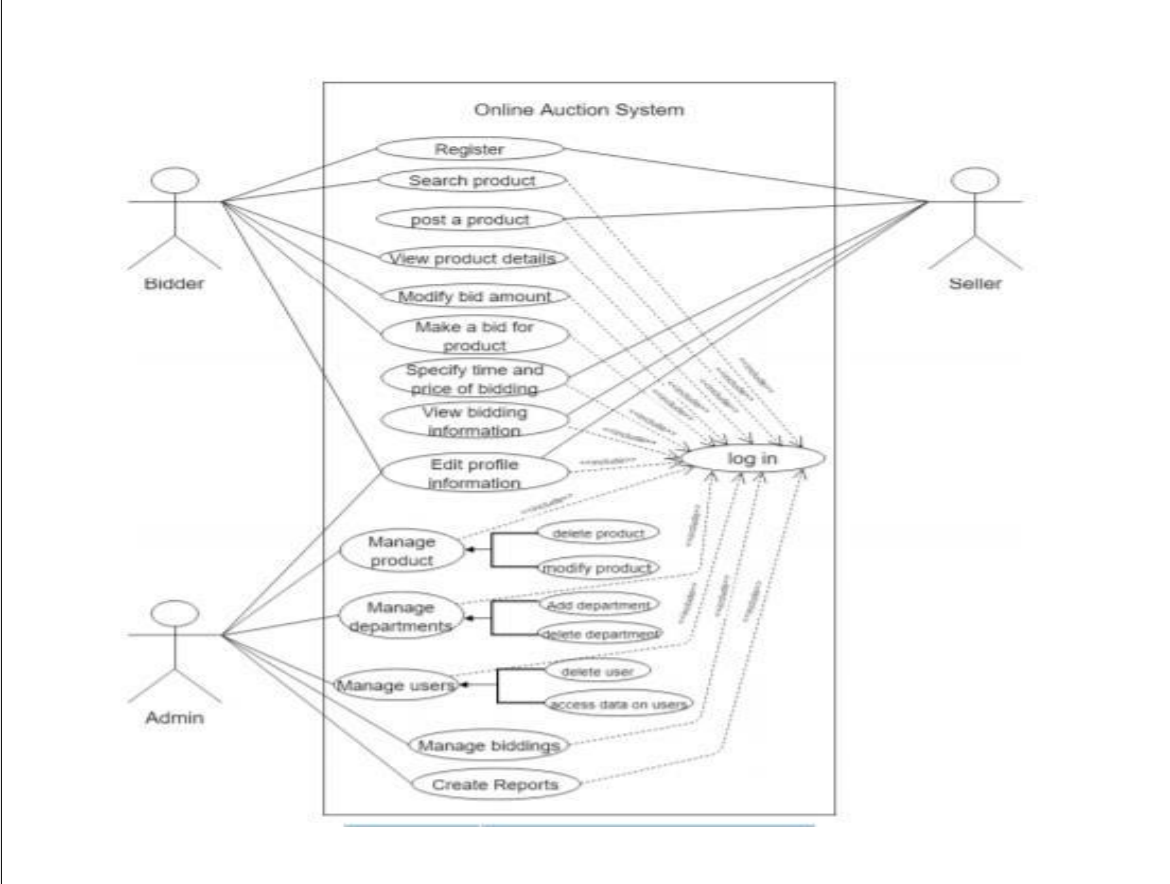 Online Auction System
Register
Search product
post a product
View product details
Modify bid amount
Make a bid for
product
Specify time and
price of bidding
View bidding
information
Edit profile
information
log in
Bidder
Seller
Manage
product
delete product
modify product
Manage
departments
Add department
delete department
Manage users
delete user
access data on users
Manage biddings
Create Reports
Admin